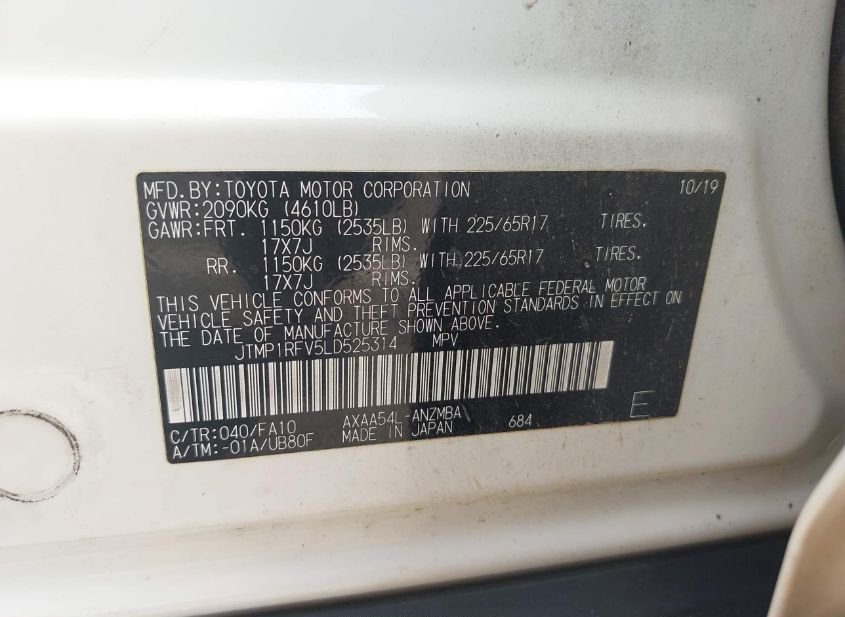 MFD.BY:TOYOTA MOTOR CORPORATION 10/19
GVWR:2090KG (4610LB)
GAWR:FRT. 1150KG (2535LB) WITH 225/65R17 TIRES.
17X7J RIMS.
RR. 1150KG (2535LB) WITH 225/65R17 TIRES.
17X7J RIMS.
THIS VEHICLE CONFORMS TO ALL APPLICABLE FEDERAL MOTOR
VEHICLE SAFETY AND THEFT PREVENTION STANDARDS IN EFFECT ON
THE DATE OF MANUFACTURE SHOWN ABOVE.
JTMP1RFV5LD525314 MPV
C/TR:040/FA10 AXAA54L-ANZMBA 684 E
A/TM:-01A/UB80F MADE IN JAPAN